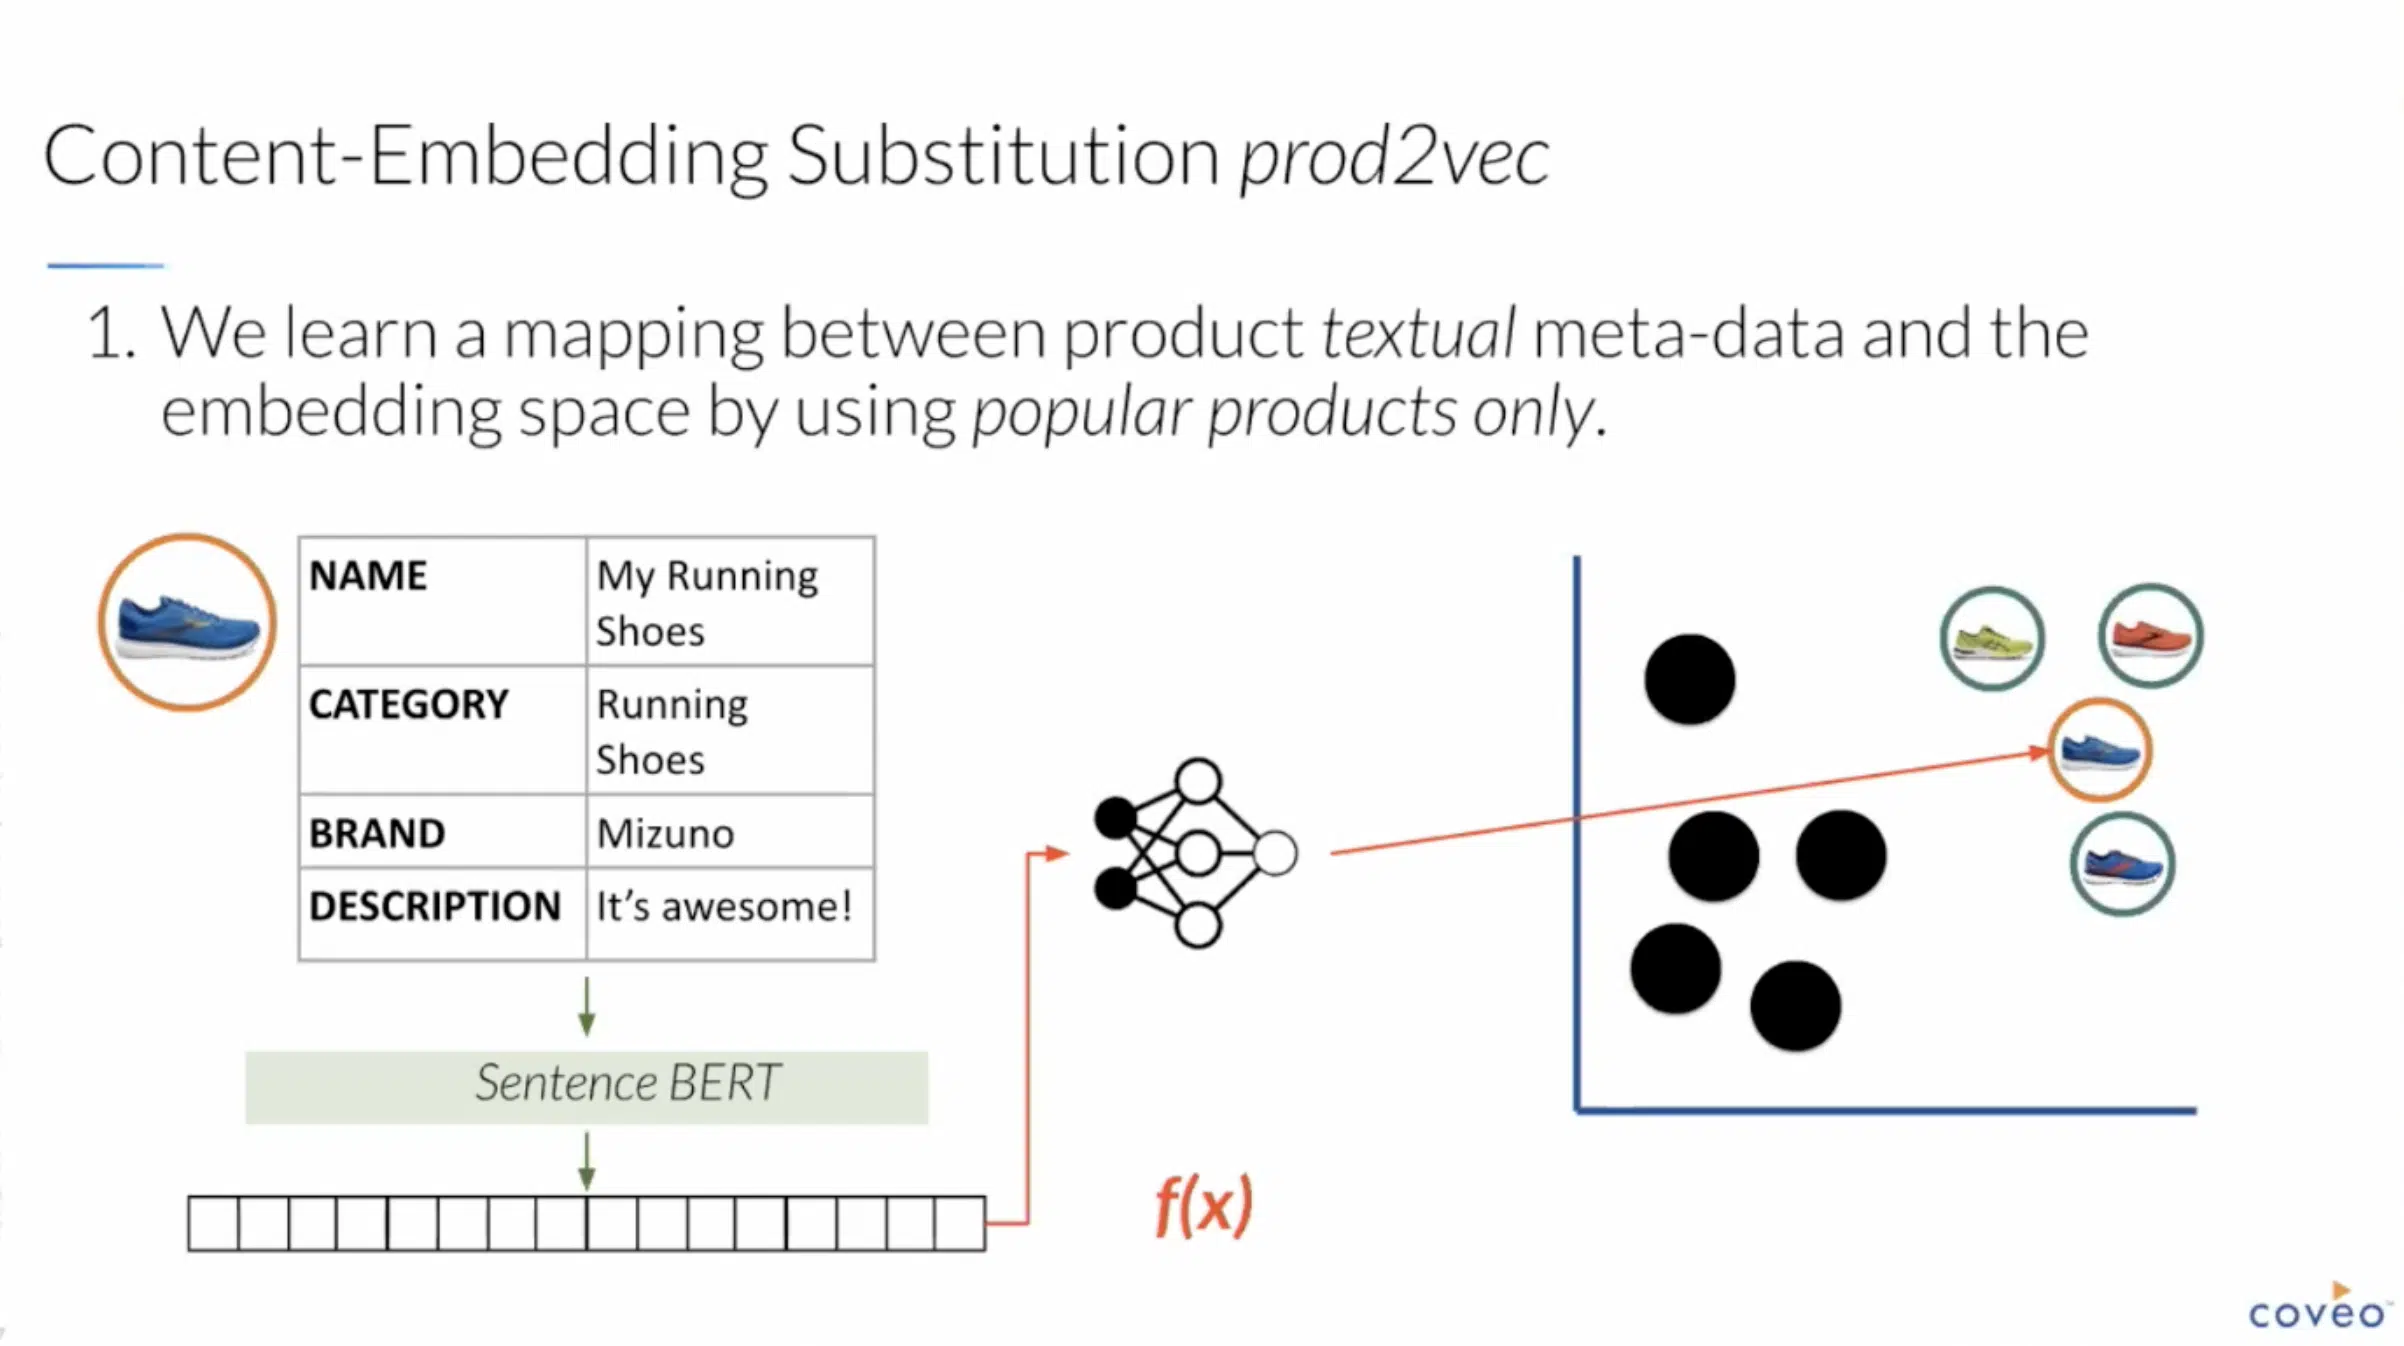 Content-Embedding Substitution prod2vec
1. We learn a mapping between product textual meta-data and the
embedding space by using popular products only.
NAME
My Running
Shoes
CATEGORY
Running
Shoes
BRAND
Mizuno
DESCRIPTION
It's awesome!
Sentence BERT
f(x)
coveo™